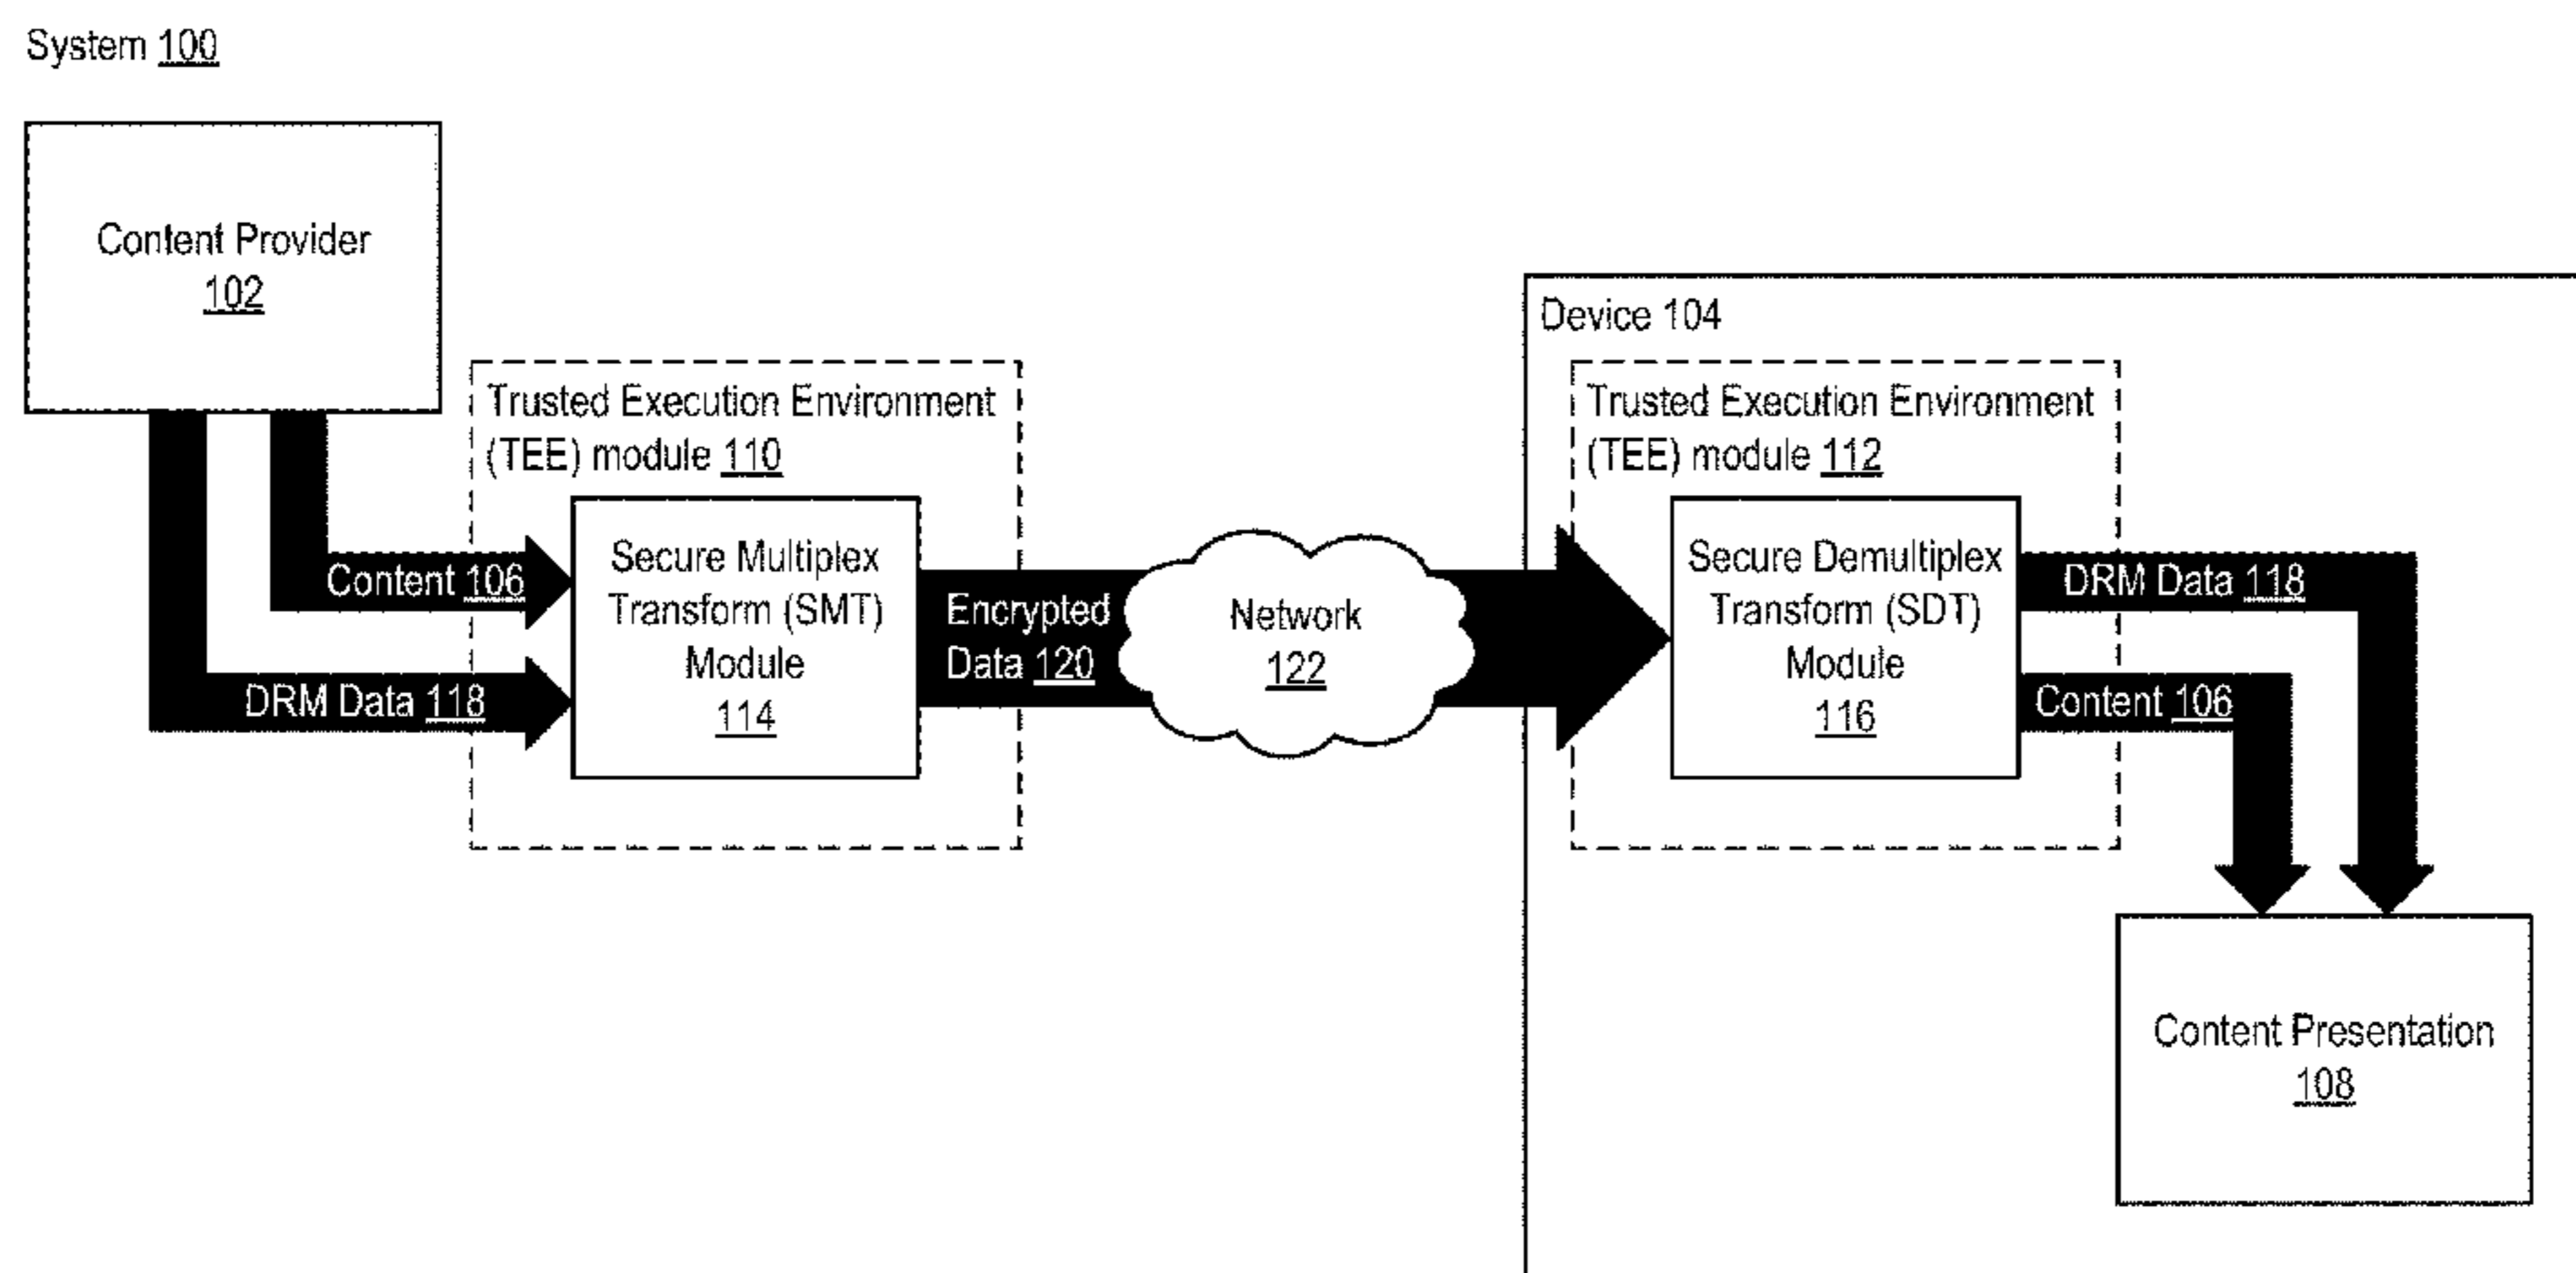 System 100
Content Provider
102
Device 104
Trusted Execution Environment
(TEE) module 110
Trusted Execution Environment
(TEE) module 112
Content 106
DRM Data 118
Secure Multiplex
Transform (SMT)
Module
114
Encrypted
Data 120
Network
122
Secure Demultiplex
Transform (SDT)
Module
116
DRM Data 118
Content 106
Content Presentation
108